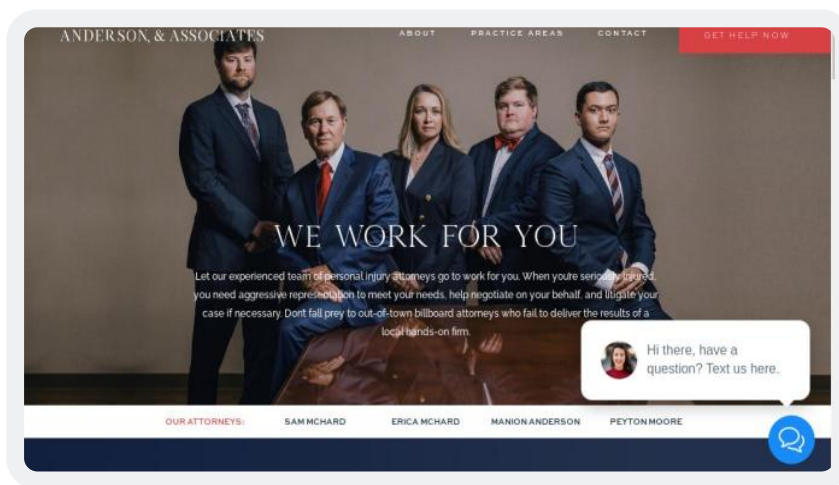 ANDERSON, & ASSOCIATES
ABOUT PRACTICE AREAS CONTACT GET HELP NOW
WE WORK FOR YOU
Let our experienced team of personal injury attorneys go to work for you. When you're seriously injured,
you need aggressive representation to meet your needs, help negotiate on your behalf, and litigate your
case if necessary. Dont fall prey to out-of-town billboard attorneys who fail to deliver the results of a
local hands-on firm.
Hi there, have a
question? Text us here.
OUR ATTORNEYS: SAM MCHARD ERICA MCHARD MANION ANDERSON PEYTON MOORE